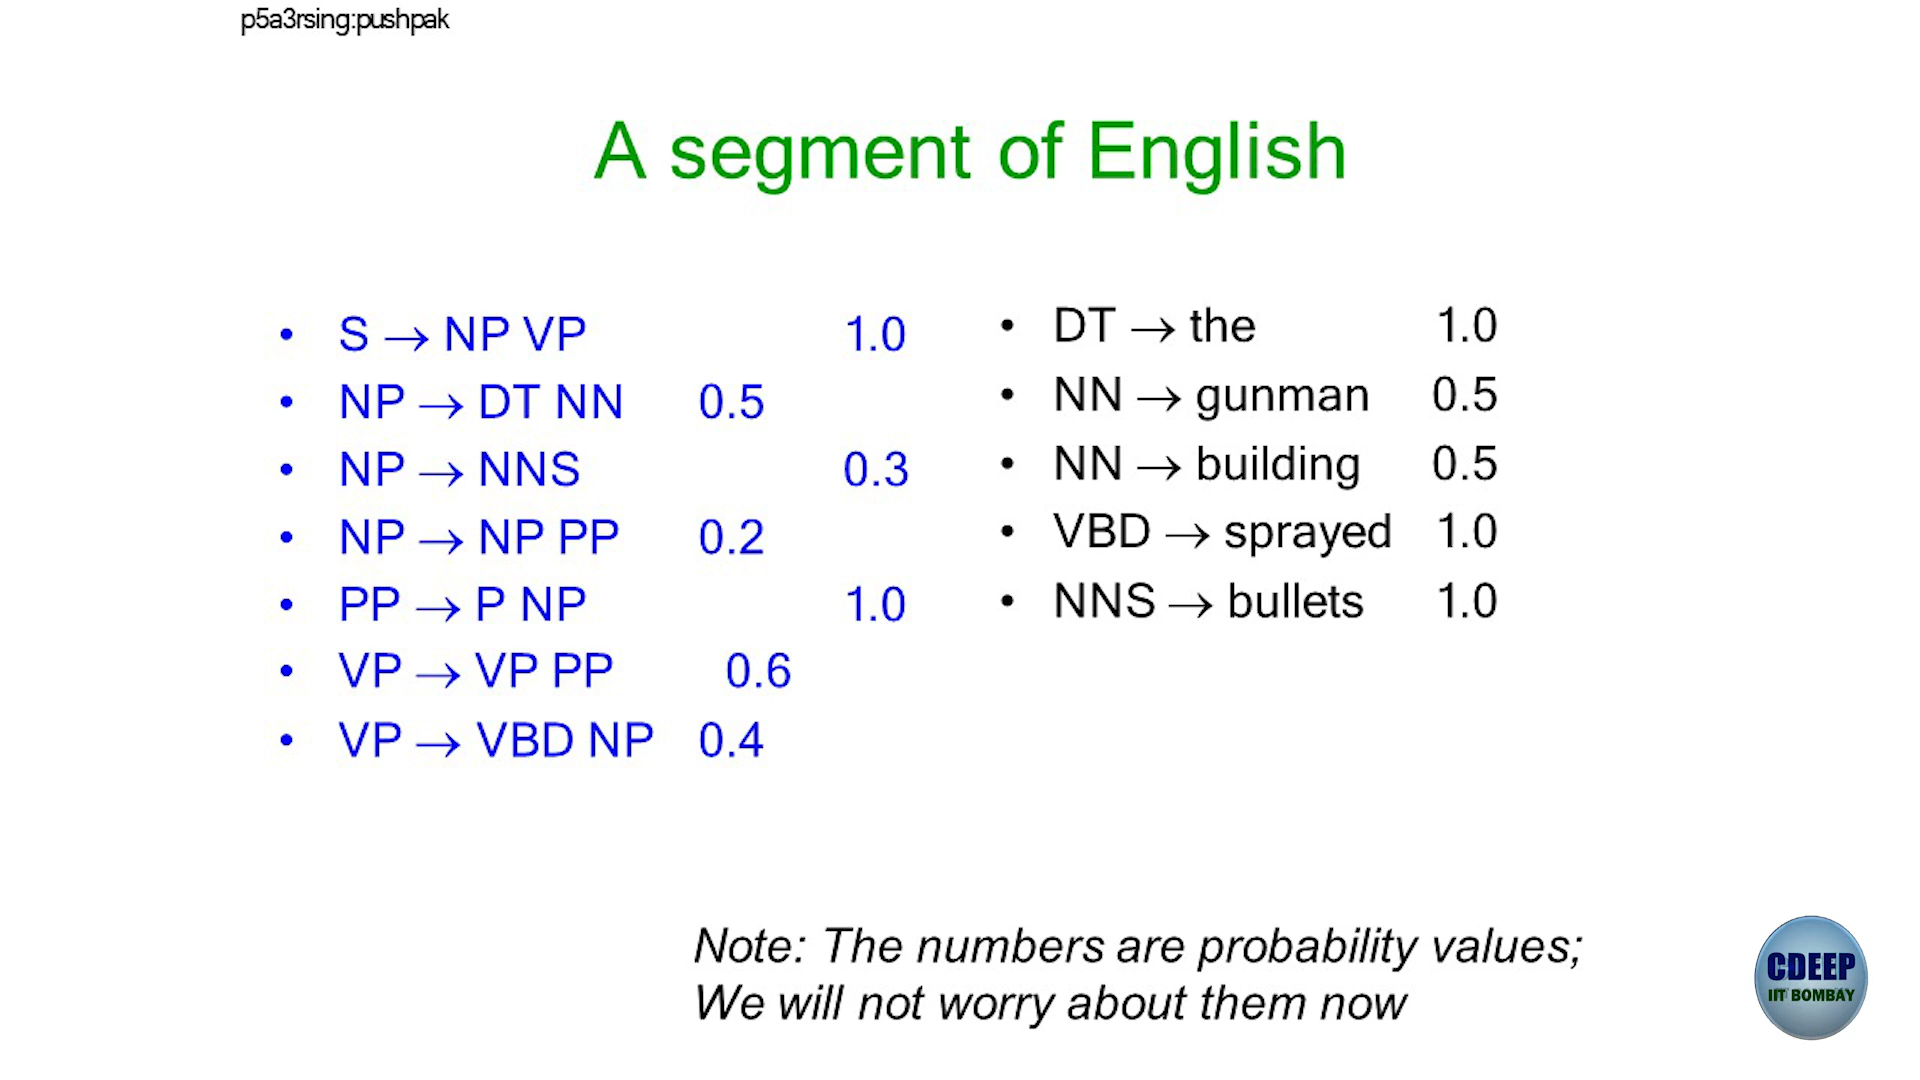 p5a3rsing:pushpak
A segment of English
• S → NP VP 1.0
• NP → DT NN 0.5
• NP → NNS 0.3
• NP → NP PP 0.2
• PP → P NP 1.0
• VP → VP PP 0.6
• VP → VBD NP 0.4
• DT → the 1.0
• NN → gunman 0.5
• NN → building 0.5
• VBD → sprayed 1.0
• NNS → bullets 1.0
Note: The numbers are probability values;
We will not worry about them now
CDEEP
IIT BOMBAY